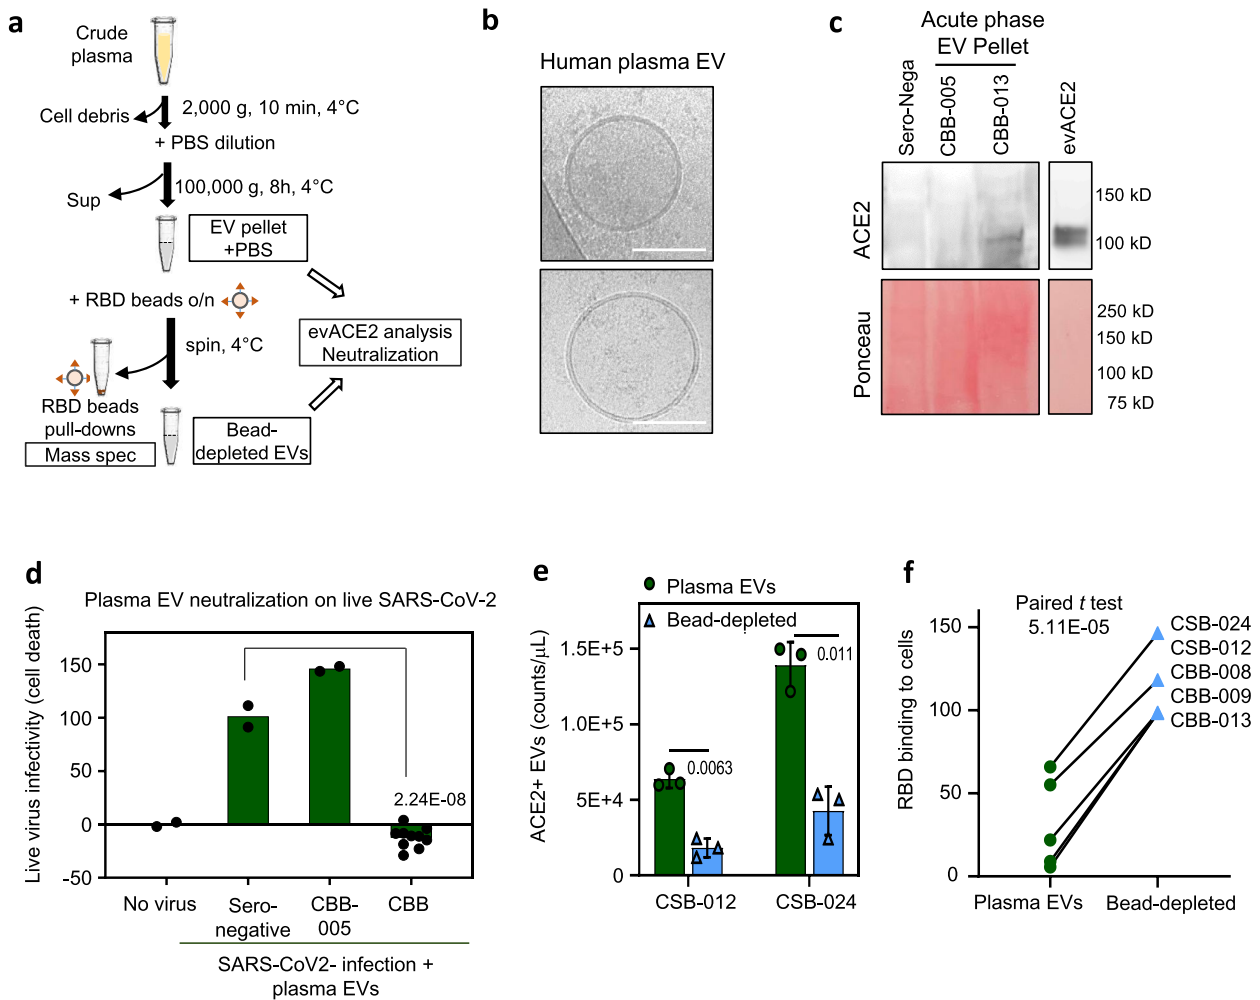 a
Crude
plasma
Cell debris
2,000 g, 10 min, 4°C
+ PBS dilution
Sup
100,000 g, 8h, 4°C
EV pellet
+PBS
+ RBD beads o/n
evACE2 analysis
Neutralization
spin, 4°C
RBD beads
pull-downs
Mass spec
Bead-
depleted EVs
b
Human plasma EV
c
Acute phase
EV Pellet
Sero-Nega
CBB-005
CBB-013
evACE2
ACE2
150 kD
100 kD
Ponceau
250 kD
150 kD
100 kD
75 kD
d
Plasma EV neutralization on live SARS-CoV-2
Live virus infectivity (cell death)
150
100
50
0
-50
2.24E-08
No virus
Sero-
negative
CBB-
005
CBB
SARS-CoV2- infection +
plasma EVs
e
Plasma EVs
Bead-depleted
ACE2+ EVs (counts/µL)
1.5E+5
1.0E+5
5E+4
0
0.0063
0.011
CSB-012
CSB-024
f
Paired t test
5.11E-05
RBD binding to cells
150
100
50
0
CSB-024
CSB-012
CBB-008
CBB-009
CBB-013
Plasma EVs
Bead-depleted